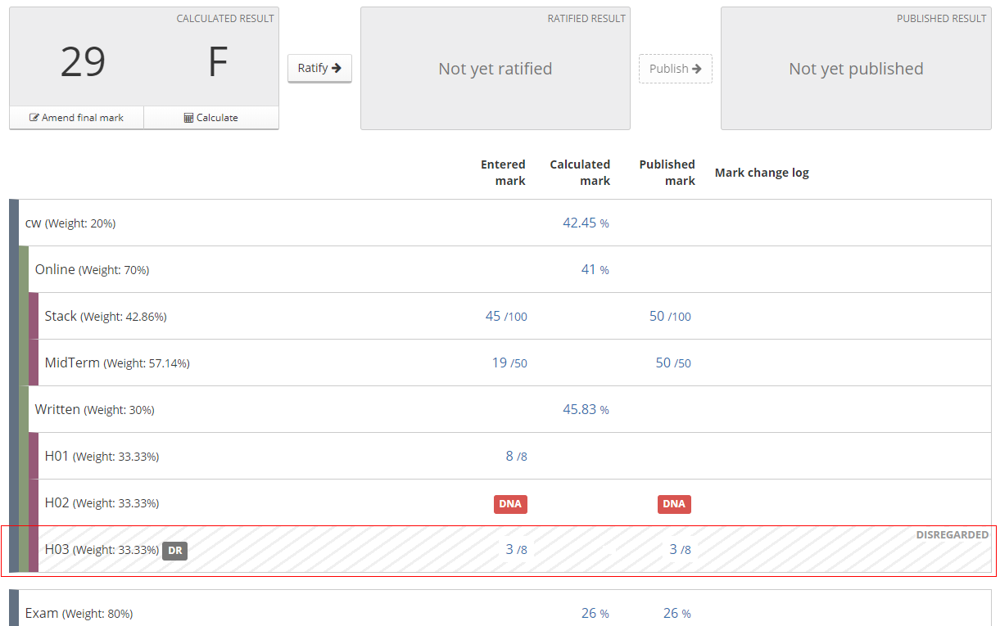 CALCULATED RESULT
29 F
Amend final mark Calculate
Ratify
RATIFIED RESULT
Not yet ratified
Publish
PUBLISHED RESULT
Not yet published
Entered mark Calculated mark Published mark Mark change log
cw (Weight: 20%) 42.45 %
Online (Weight: 70%) 41 %
Stack (Weight: 42.86%) 45 /100 50 /100
MidTerm (Weight: 57.14%) 19 /50 50 /50
Written (Weight: 30%) 45.83 %
H01 (Weight: 33.33%) 8 /8
H02 (Weight: 33.33%) DNA DNA
DISREGARDED
H03 (Weight: 33.33%) DR 3 /8 3 /8
Exam (Weight: 80%) 26 % 26 %